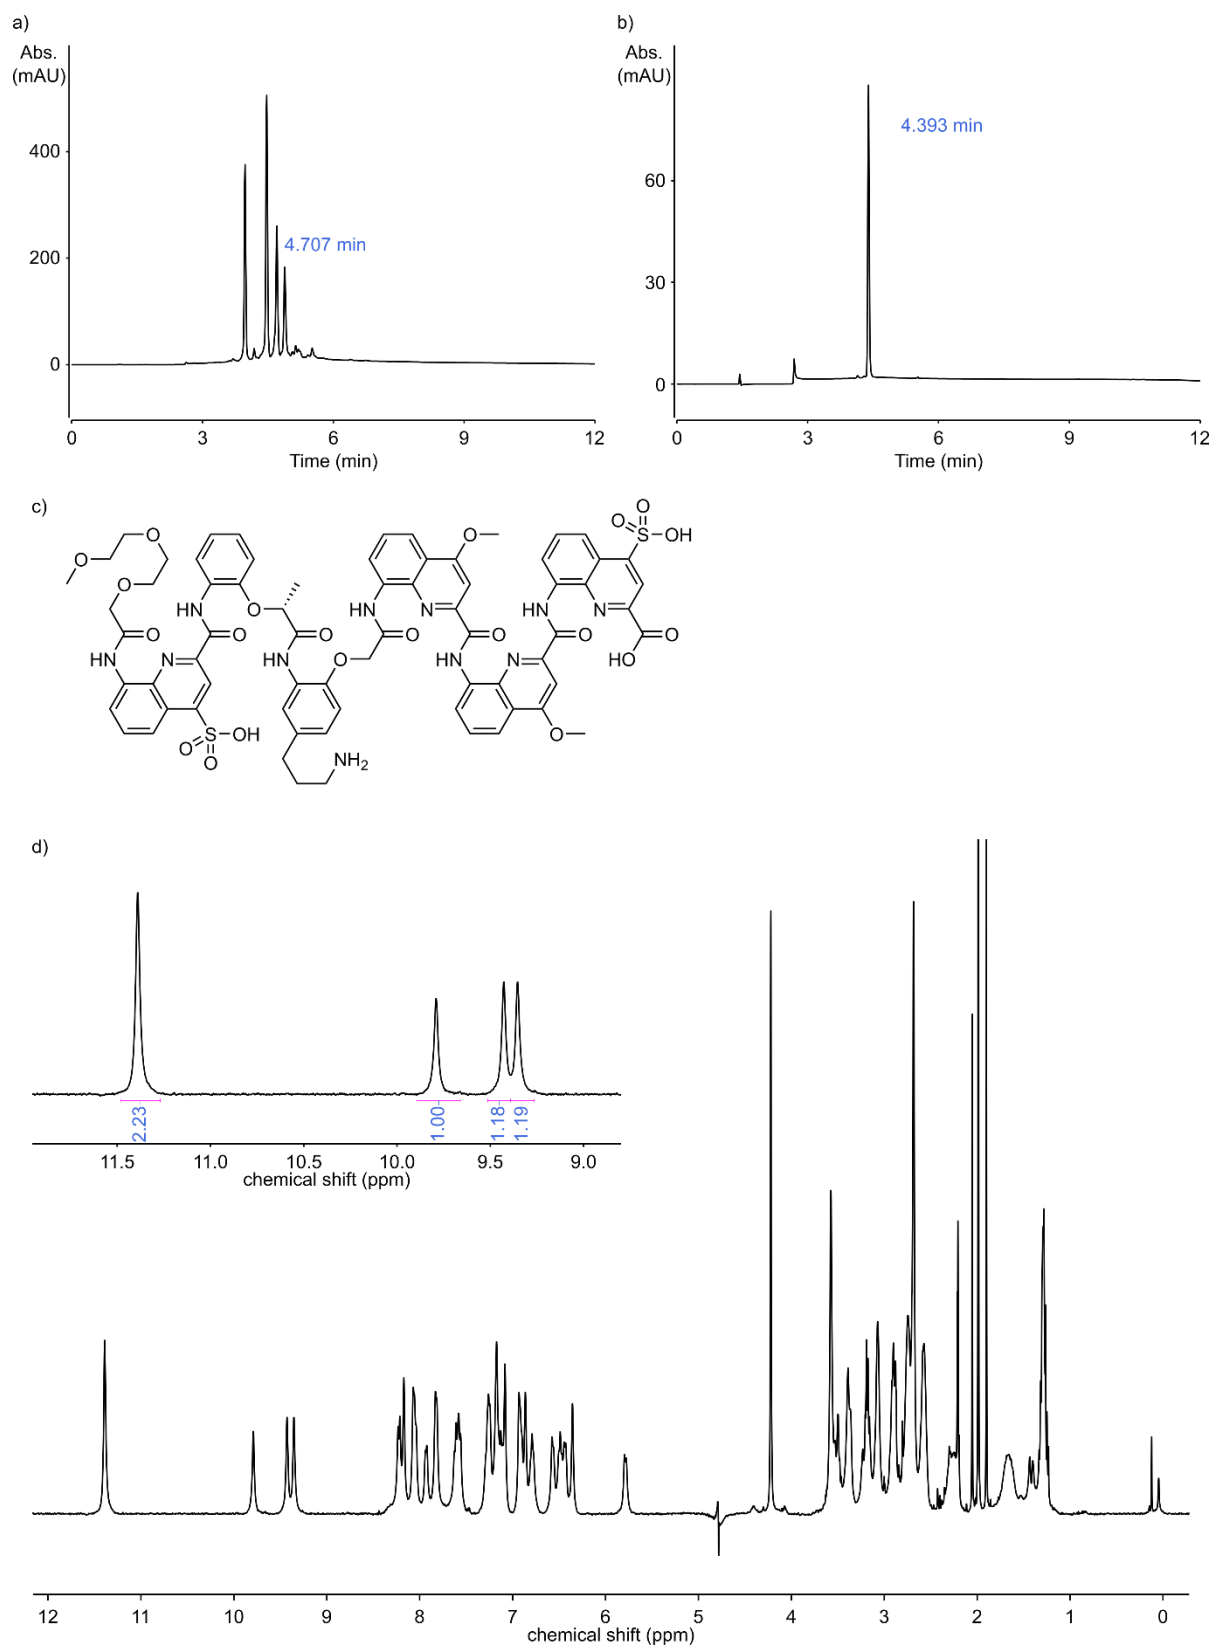 a)
Abs.
(mAU)
400
200
0
4.707 min
0 3 6 9 12
Time (min)
b)
Abs.
(mAU)
60
30
0
4.393 min
0 3 6 9 12
Time (min)
c)
O O S OH
O O O
O
O HN O HN O HN
N N N
O O O O O
HN O HN O HN HO
N N
S OH O
O O
NH2
d)
2.23 1.00 1.18 1.19
11.5 11.0 10.5 10.0 9.5 9.0
chemical shift (ppm)
12 11 10 9 8 7 6 5 4 3 2 1 0
chemical shift (ppm)